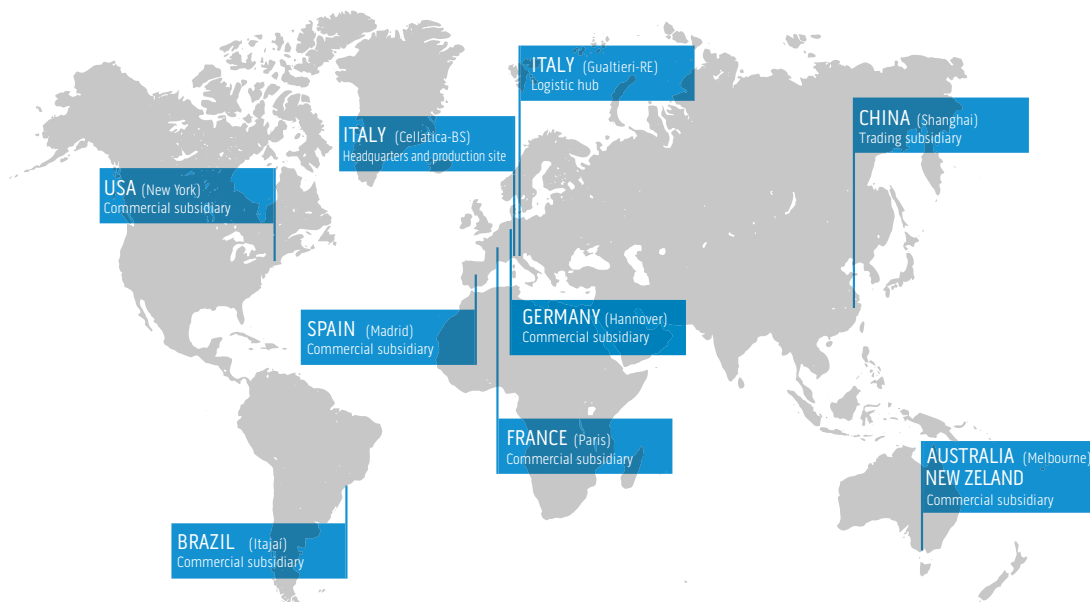 ITALY (Gualtieri-RE)
Logistic hub
ITALY (Cellatica-BS)
Headquarters and production site
CHINA (Shanghai)
Trading subsidiary
USA (New York)
Commercial subsidiary
SPAIN (Madrid)
Commercial subsidiary
GERMANY (Hannover)
Commercial subsidiary
FRANCE (Paris)
Commercial subsidiary
AUSTRALIA (Melbourne)
NEW ZELAND
Commercial subsidiary
BRAZIL (Itajaí)
Commercial subsidiary